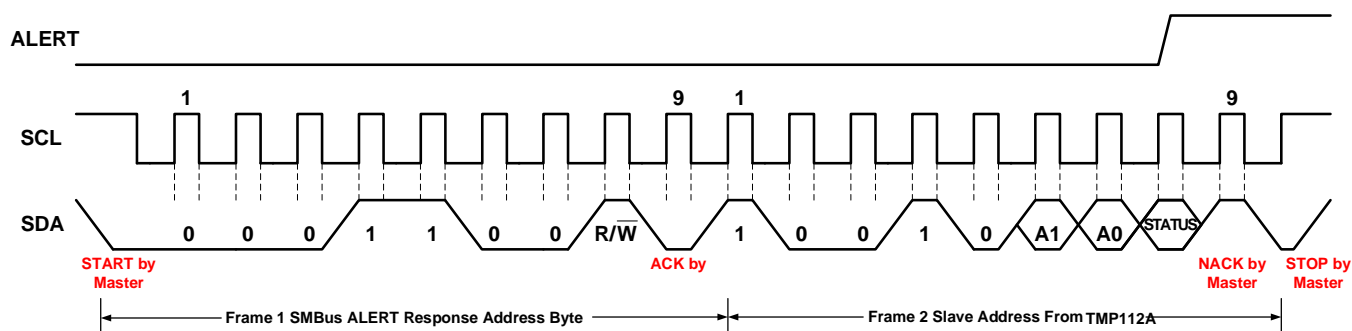 ALERT
1 9 1 9
SCL
SDA
0 0 0 1 1 0 0 R/W̅ 1 0 0 1 0 A1 A0 STATUS
START by
Master
ACK by
NACK by
Master
STOP by
Master
Frame 1 SMBus ALERT Response Address Byte
Frame 2 Slave Address From TMP112A